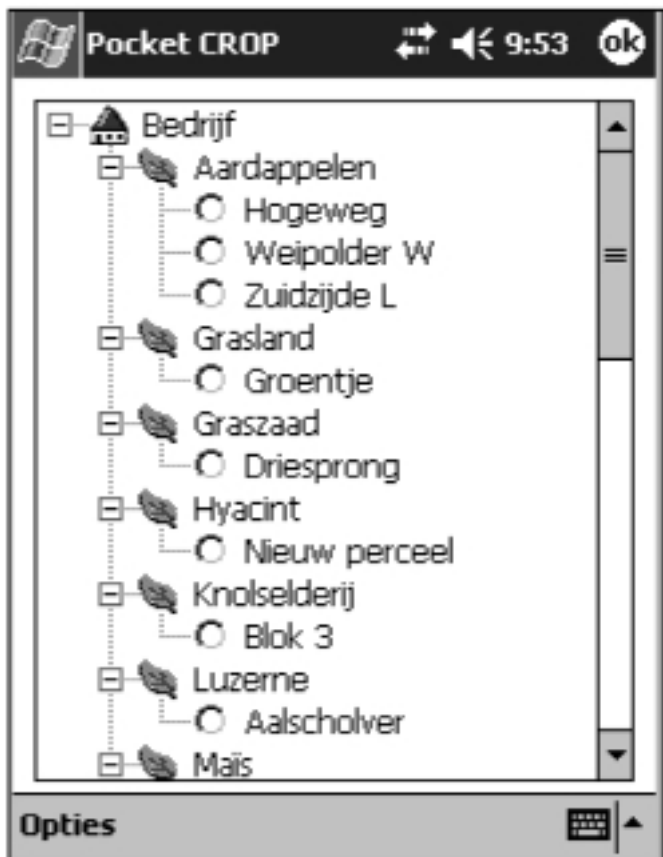 Pocket CROP 9:53 ok
Bedrijf
Aardappelen
Hogeweg
Weipolder W
Zuidzijde L
Grasland
Groentje
Graszaad
Driesprong
Hyacint
Nieuw perceel
Knolselderij
Blok 3
Luzerne
Aalscholver
Maïs
Opties